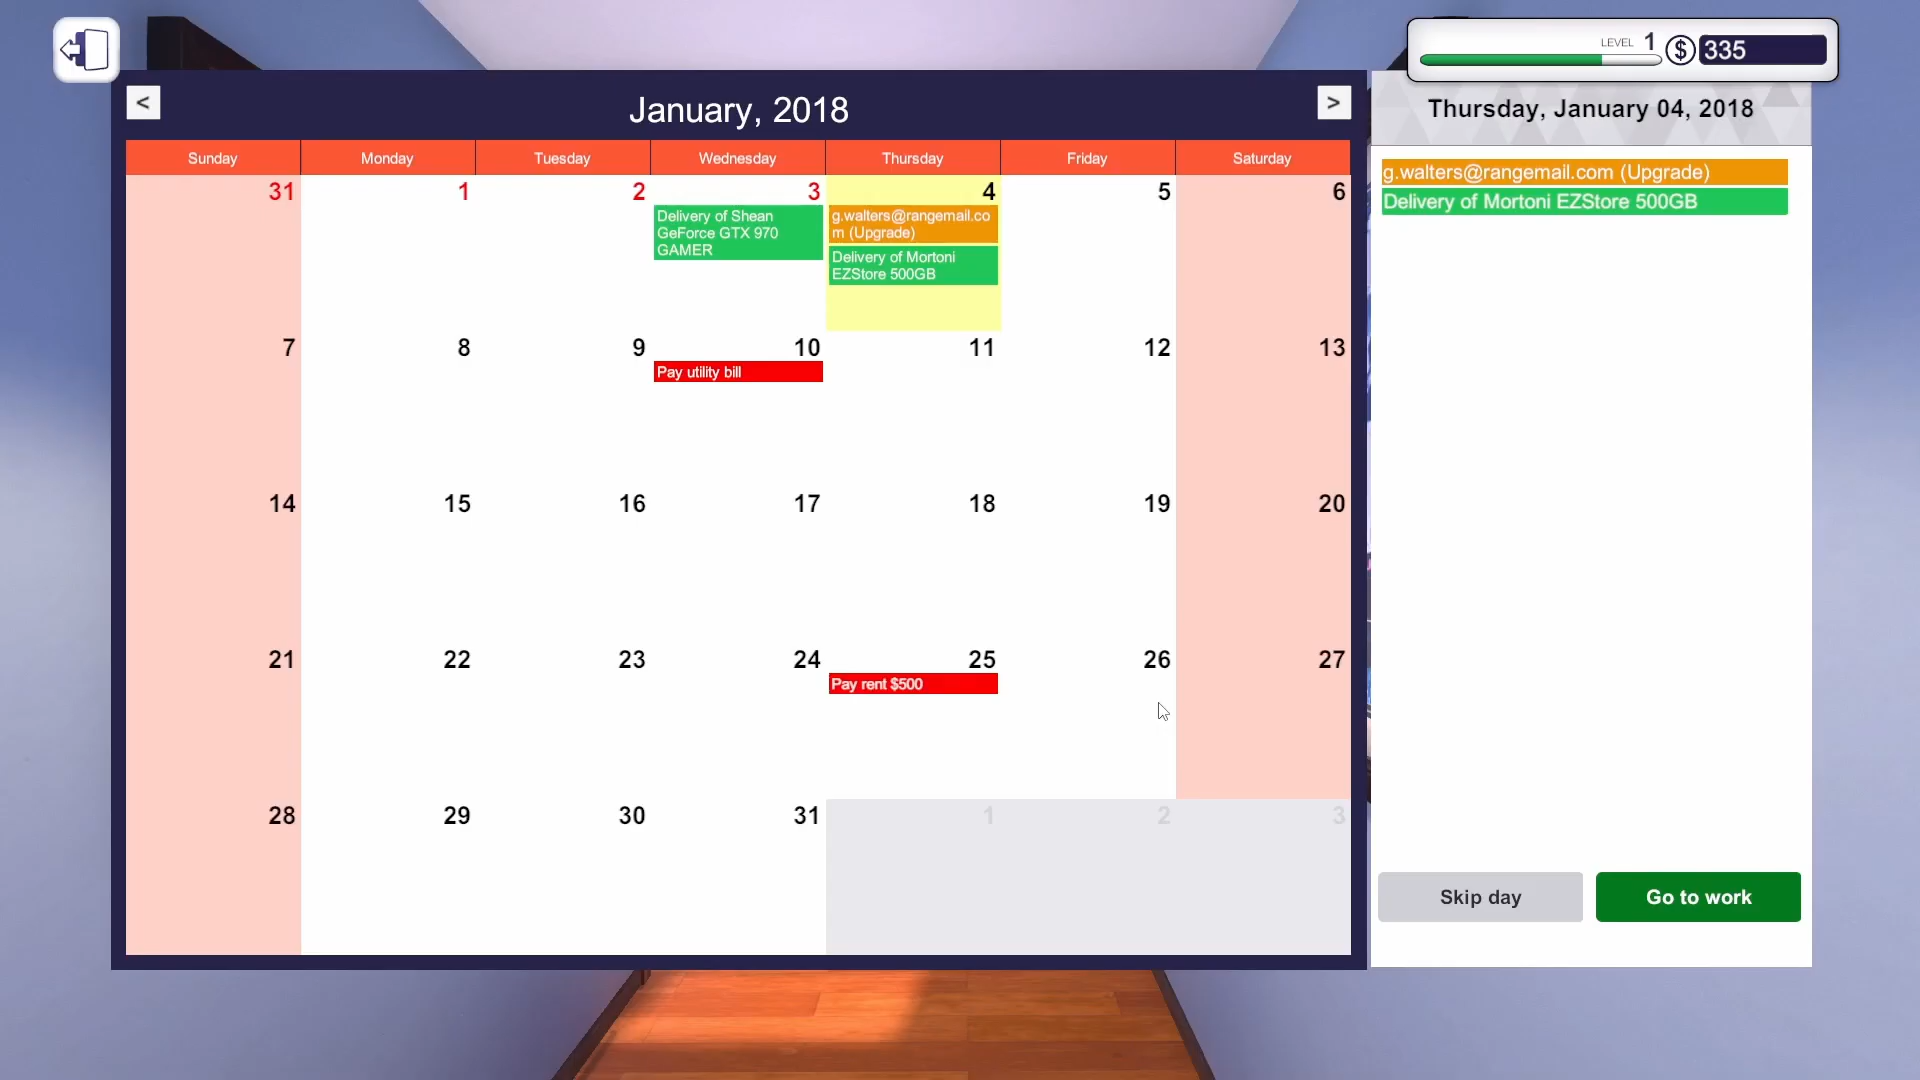 LEVEL 1
$ 335
<
January, 2018
>
Sunday Monday Tuesday Wednesday Thursday Friday Saturday
31 1 2 3 4 5 6
Delivery of Shean
GeForce GTX 970
GAMER
g.walters@rangemail.co
m (Upgrade)
Delivery of Mortoni
EZStore 500GB
7 8 9 10 11 12 13
Pay utility bill
14 15 16 17 18 19 20
21 22 23 24 25 26 27
Pay rent $500
28 29 30 31 1 2 3
Thursday, January 04, 2018
g.walters@rangemail.com (Upgrade)
Delivery of Mortoni EZStore 500GB
Skip day
Go to work